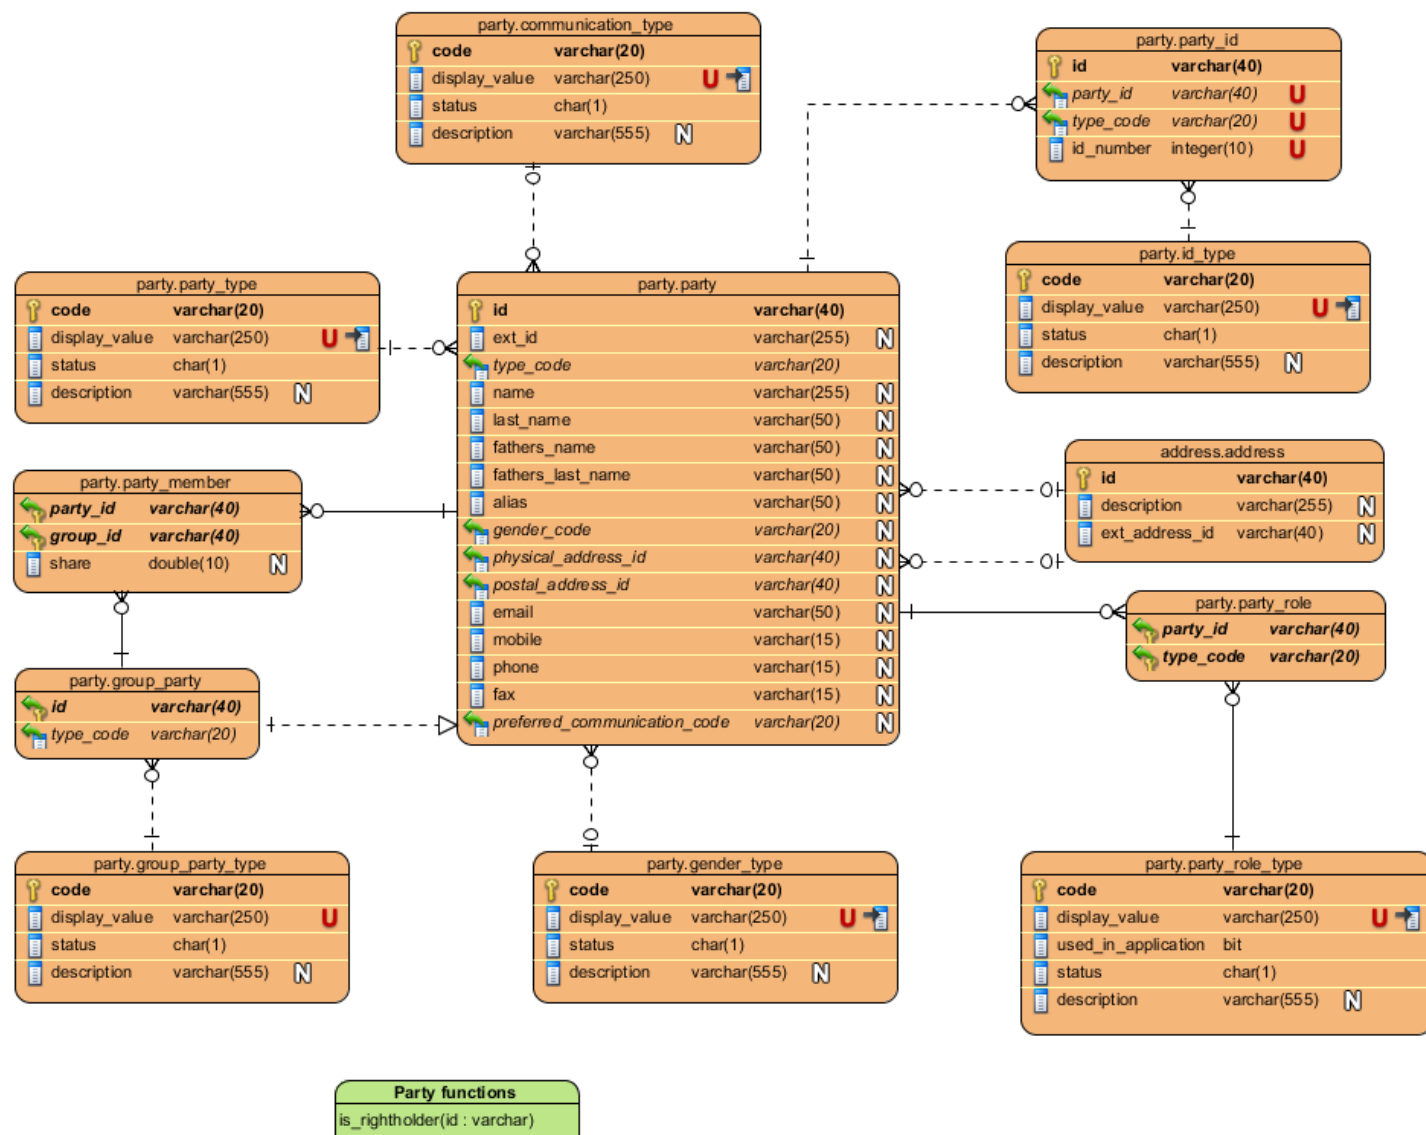 party.communication_type
code varchar(20)
display_value varchar(250) U
status char(1)
description varchar(555) N
party.party_id
id varchar(40)
party_id varchar(40) U
type_code varchar(20) U
id_number integer(10) U
party.id_type
code varchar(20)
display_value varchar(250) U
status char(1)
description varchar(555) N
party.party_type
code varchar(20)
display_value varchar(250) U
status char(1)
description varchar(555) N
party.party
id varchar(40)
ext_id varchar(255) N
type_code varchar(20)
name varchar(255) N
last_name varchar(50) N
fathers_name varchar(50) N
fathers_last_name varchar(50) N
alias varchar(50) N
gender_code varchar(20) N
physical_address_id varchar(40) N
postal_address_id varchar(40) N
email varchar(50) N
mobile varchar(15) N
phone varchar(15) N
fax varchar(15) N
preferred_communication_code varchar(20) N
address.address
id varchar(40)
description varchar(255) N
ext_address_id varchar(40) N
party.party_member
party_id varchar(40)
group_id varchar(40)
share double(10) N
party.party_role
party_id varchar(40)
type_code varchar(20)
party.group_party
id varchar(40)
type_code varchar(20)
party.group_party_type
code varchar(20)
display_value varchar(250) U
status char(1)
description varchar(555) N
party.gender_type
code varchar(20)
display_value varchar(250) U
status char(1)
description varchar(555) N
party.party_role_type
code varchar(20)
display_value varchar(250) U
used_in_application bit
status char(1)
description varchar(555) N
Party functions
is_rightholder(id : varchar)